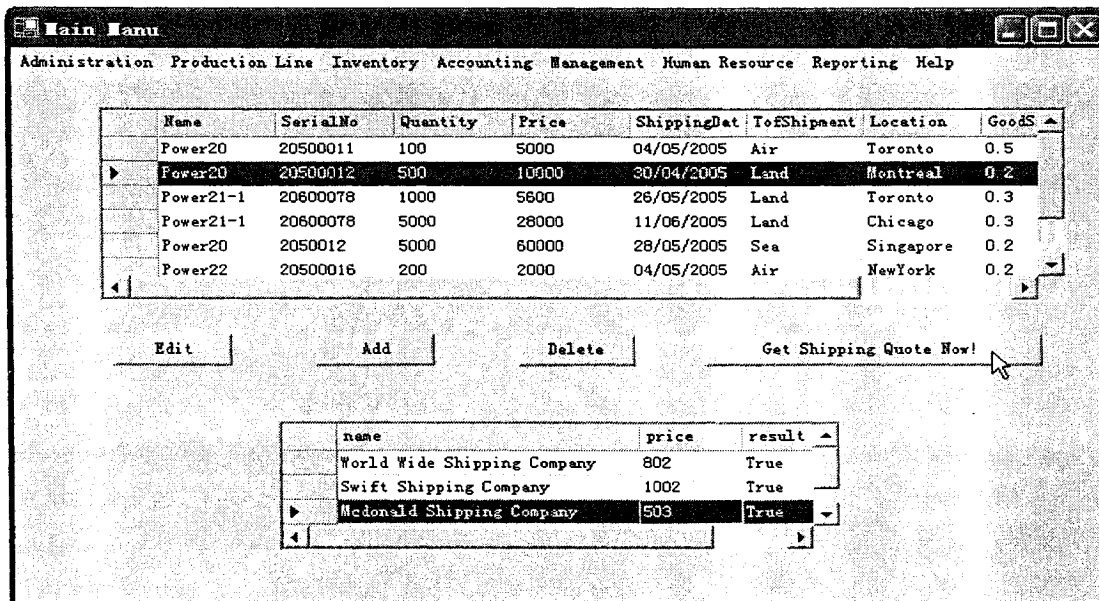 Main Manu
Administration Production Line Inventory Accounting Management Human Resource Reporting Help
Name SerialNo Quantity Price ShippingDat TofShipment Location GoodS
Power20 20500011 100 5000 04/05/2005 Air Toronto 0.5
Power20 20500012 500 10000 30/04/2005 Land Montreal 0.2
Power21-1 20600078 1000 5600 26/05/2005 Land Toronto 0.3
Power21-1 20600078 5000 28000 11/06/2005 Land Chicago 0.3
Power20 2050012 5000 60000 28/05/2005 Sea Singapore 0.2
Power22 20500016 200 2000 04/05/2005 Air NewYork 0.2
Edit Add Delete Get Shipping Quote Now!
name price result
World Wide Shipping Company 802 True
Swift Shipping Company 1002 True
Mcdonald Shipping Company 503 True